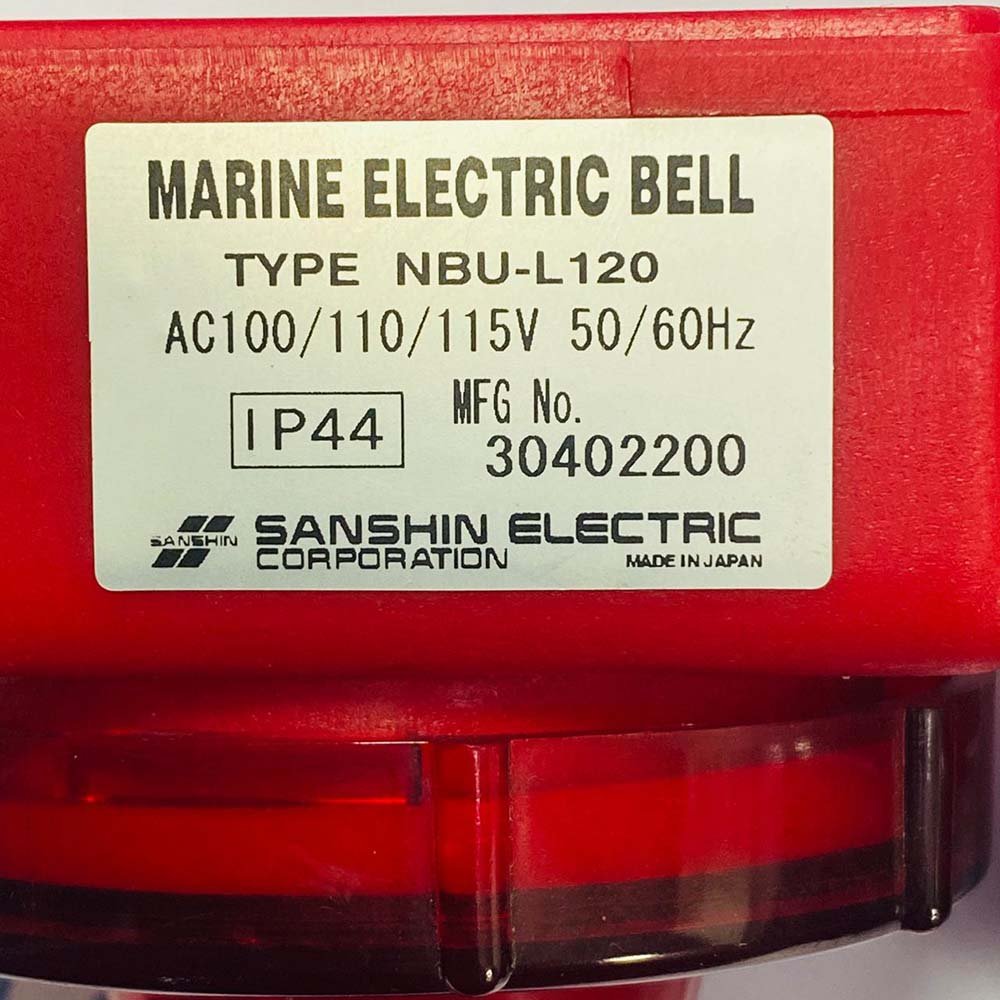 MARINE ELECTRIC BELL
TYPE NBU-L120
AC100/110/115V 50/60Hz
IP44
MFG No.
30402200
SANSHIN
SANSHIN ELECTRIC
CORPORATION
MADE IN JAPAN